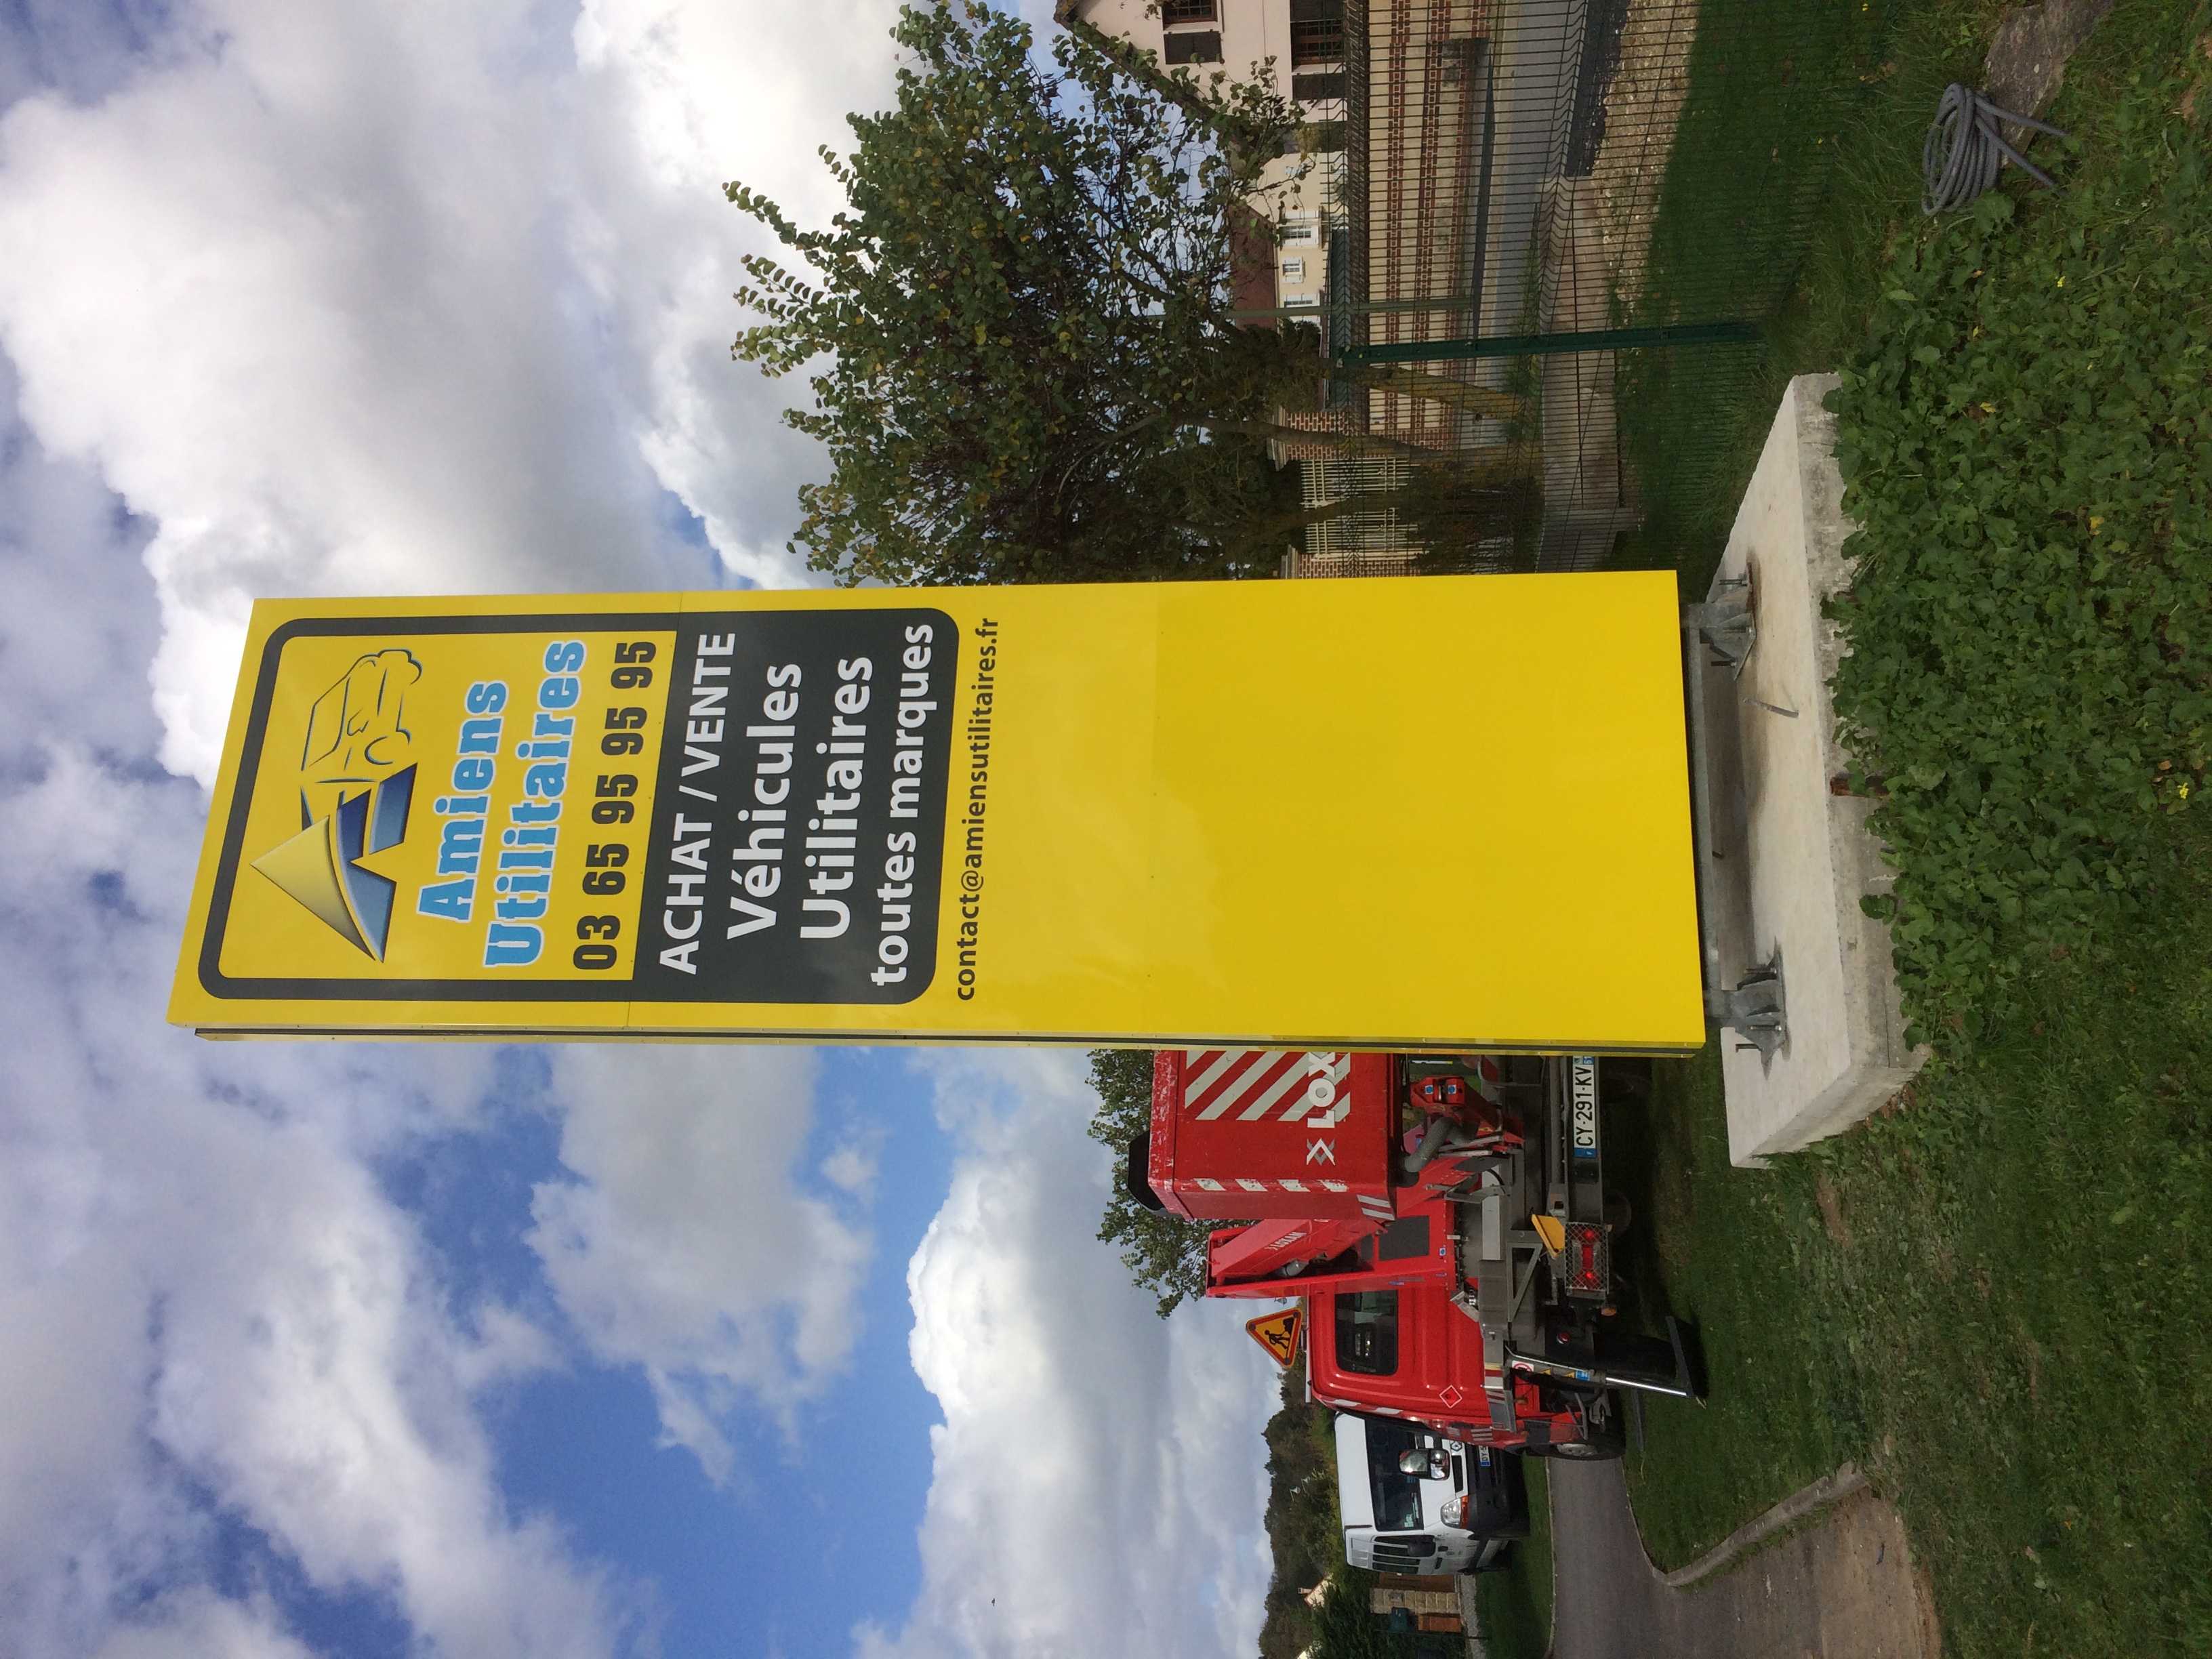 Amiens
Utilitaires
03 65 95 95 95
ACHAT / VENTE
Véhicules
Utilitaires
toutes marques
contact@amiensutilitaires.fr
LOX
CY-291-KV